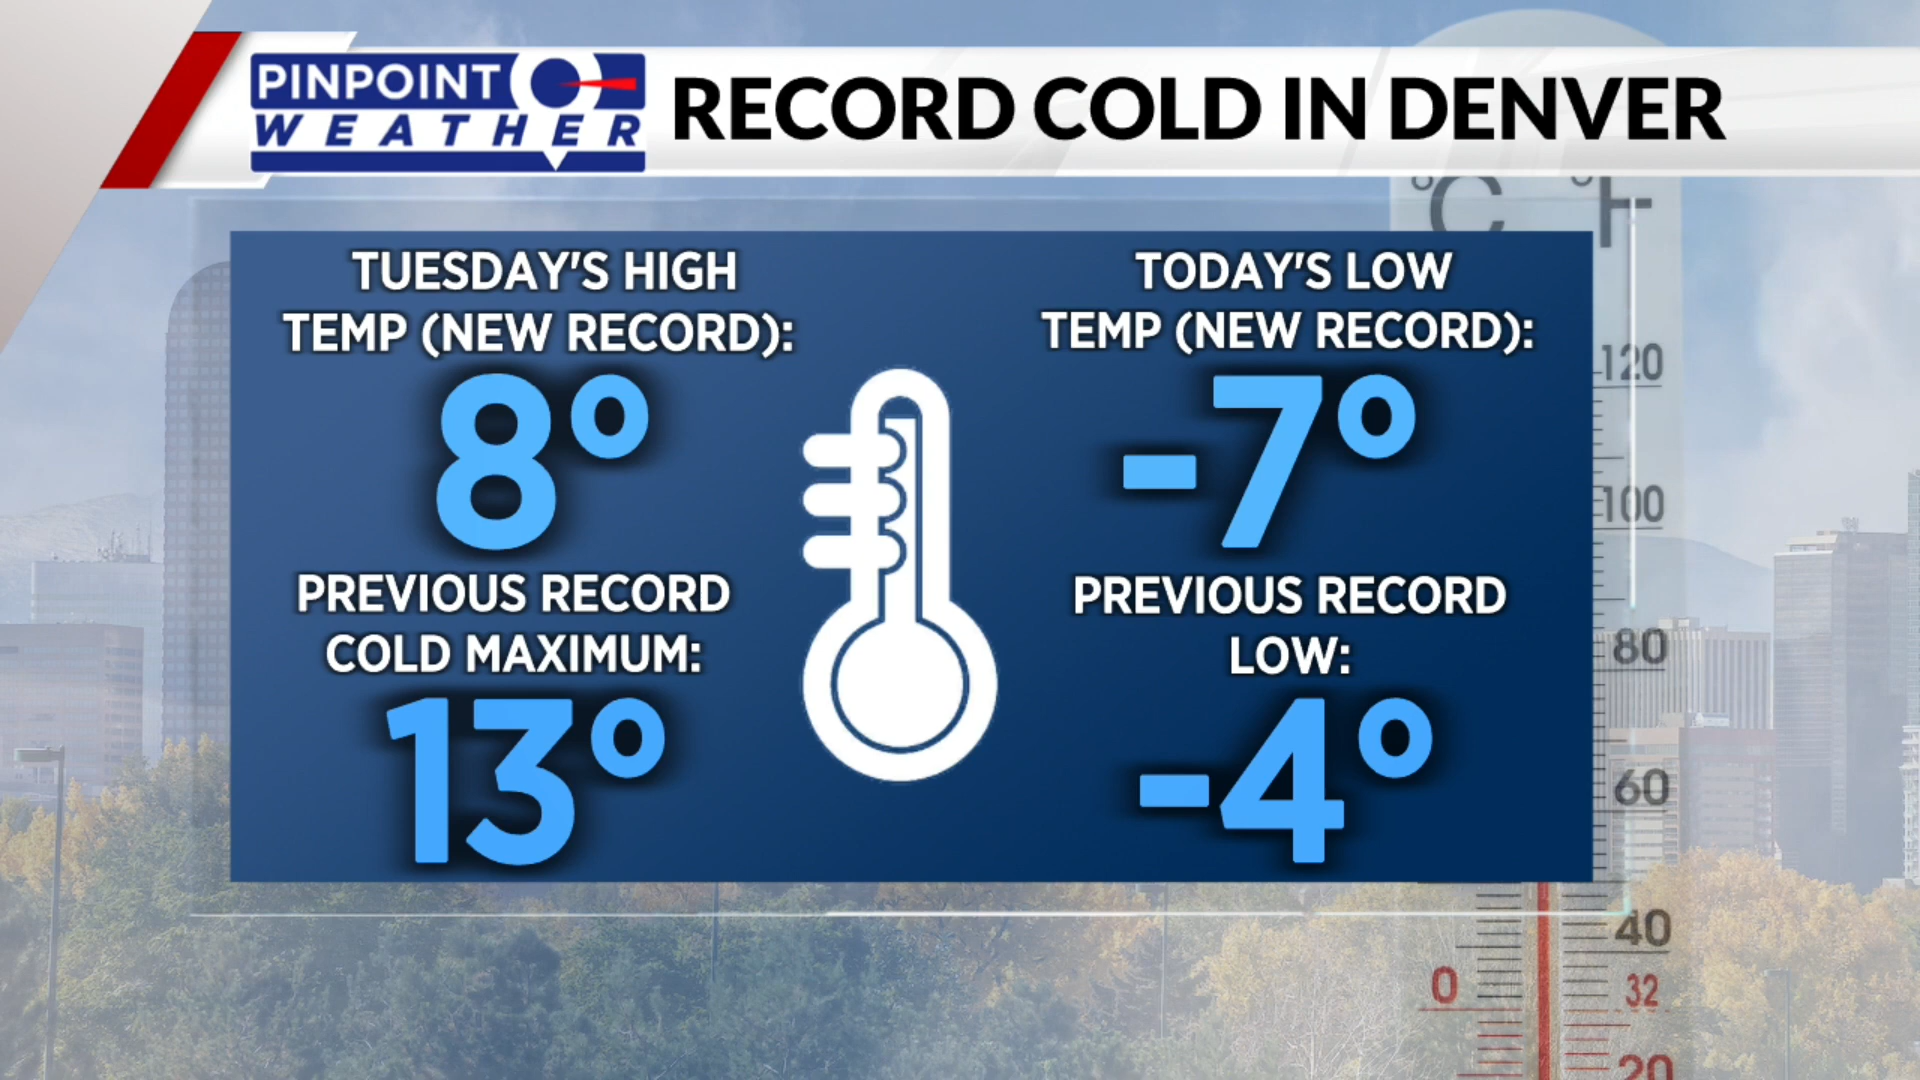 PINPOINT
WEATHER
RECORD COLD IN DENVER
°C °F
TUESDAY'S HIGH
TEMP (NEW RECORD):
8°
PREVIOUS RECORD
COLD MAXIMUM:
13°
TODAY'S LOW
TEMP (NEW RECORD):
-7°
PREVIOUS RECORD
LOW:
-4°
120
100
80
60
40
0 32
20